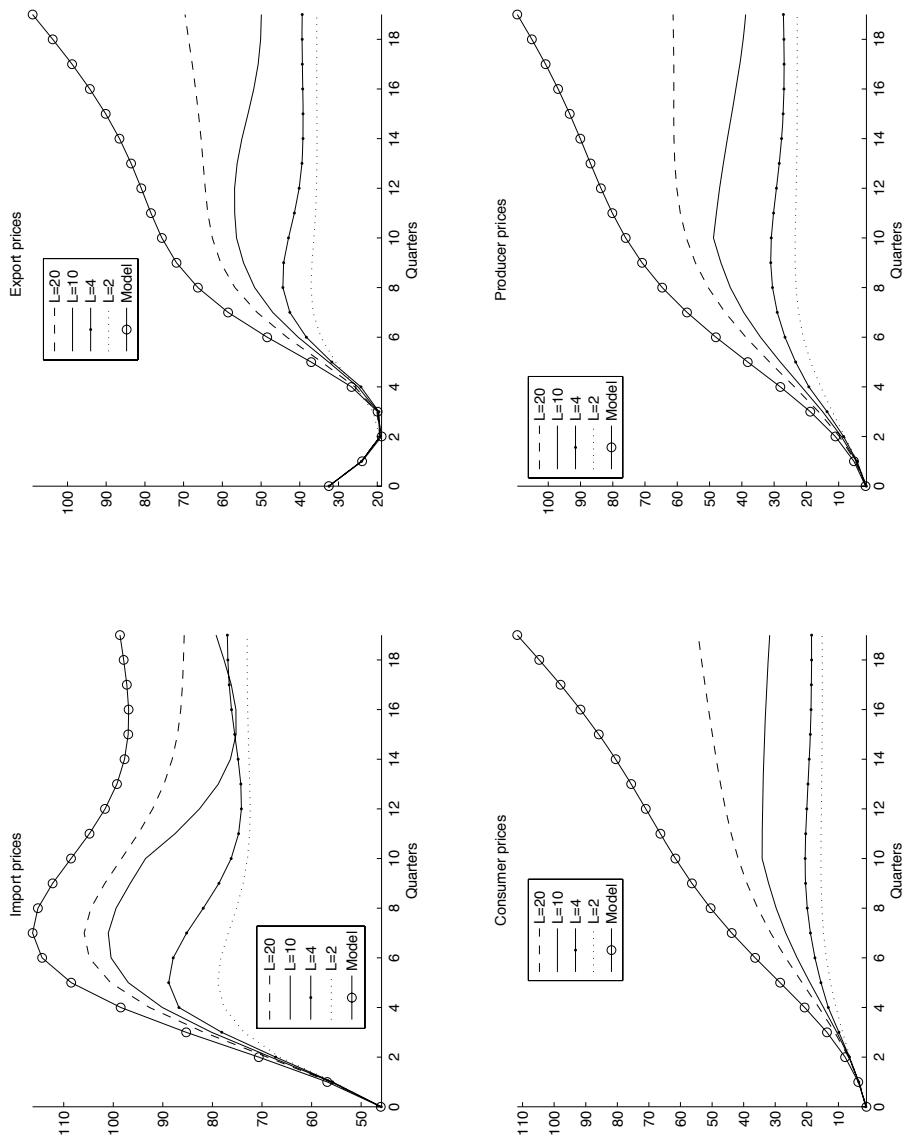 Import prices
110
100
90
80
70
60
50
0
2
4
6
8
10
12
14
16
18
Quarters
L=20
L=10
L=4
L=2
Model
Export prices
100
90
80
70
60
50
40
30
20
0
2
4
6
8
10
12
14
16
18
Quarters
L=20
L=10
L=4
L=2
Model
Consumer prices
110
100
90
80
70
60
50
40
30
20
10
0
2
4
6
8
10
12
14
16
18
Quarters
L=20
L=10
L=4
L=2
Model
Producer prices
100
90
80
70
60
50
40
30
20
10
0
2
4
6
8
10
12
14
16
18
Quarters
L=20
L=10
L=4
L=2
Model